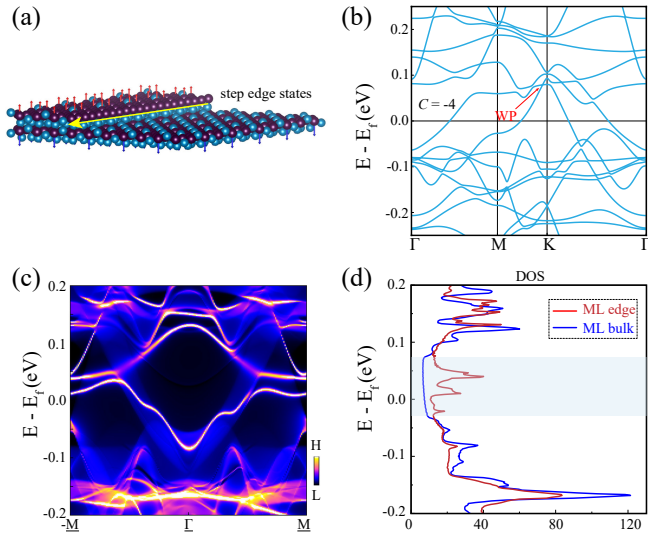 (a)
step edge states
(b)
E - E_f (eV)
0.2
0.1
0.0
-0.1
-0.2
C = -4
WP
Γ
M
K
Γ
(c)
E - E_f (eV)
0.2
0.1
0.0
-0.1
-0.2
H
L
-M
Γ
M
(d)
DOS
E - E_f (eV)
0.2
0.1
0.0
-0.1
-0.2
ML edge
ML bulk
0
40
80
120